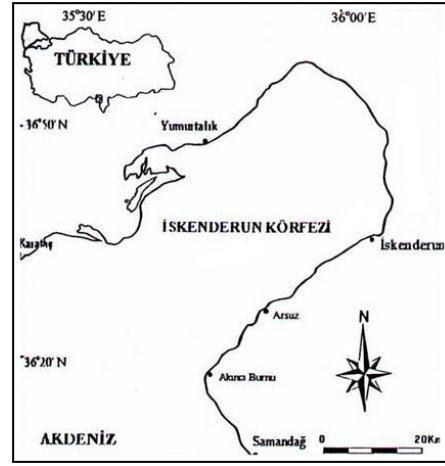 35°30' E
36°00' E
TÜRKİYE
36°50' N
Yumurtalık
İSKENDERUN KÖRFEZİ
Karataş
İskenderun
Arsuz
N
36°20' N
Akıncı Burnu
AKDENİZ
Samandağ
0 20Km